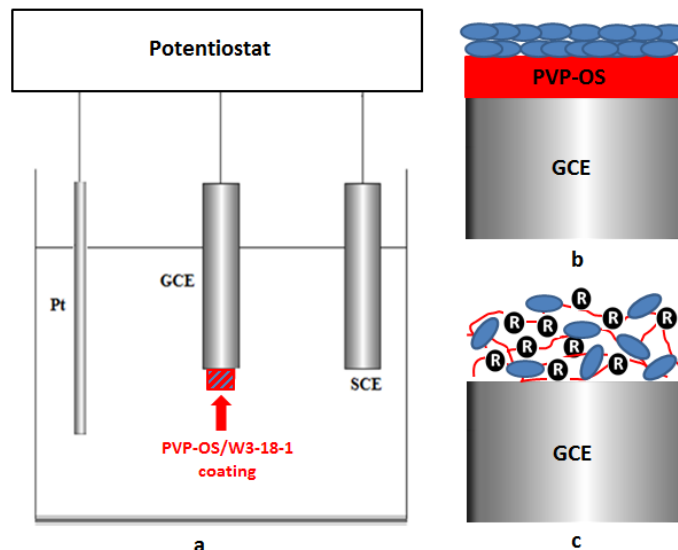 Potentiostat
GCE
Pt
SCE
PVP-OS/W3-18-1
coating
a
PVP-OS
GCE
b
R
R
R
R
R
R
R
R
R
R
R
GCE
c